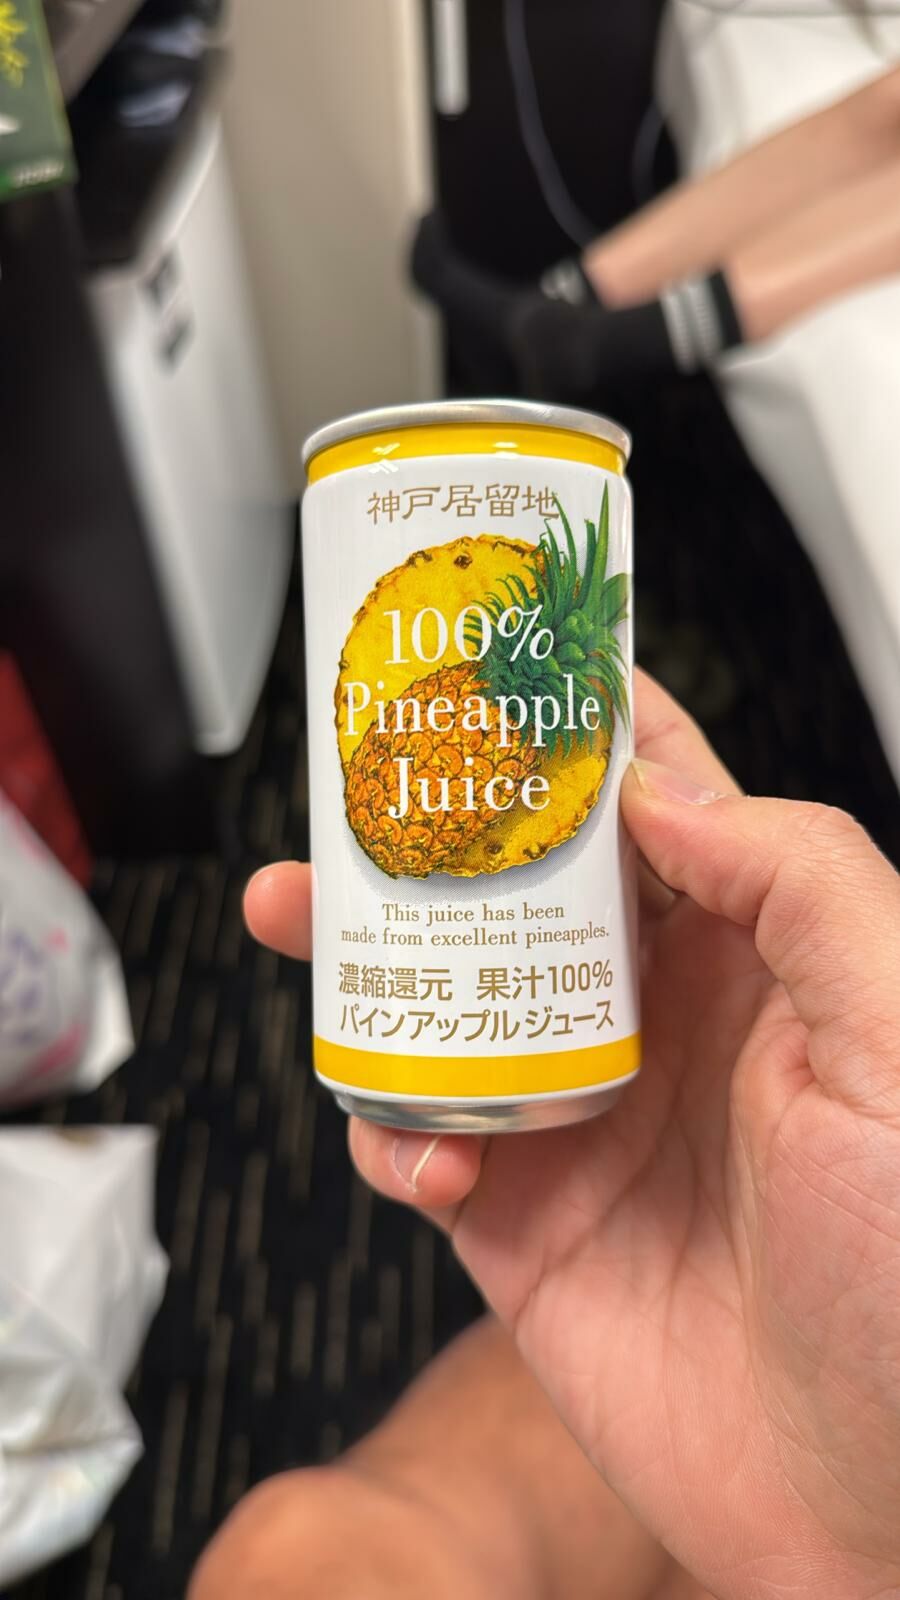 神戸居留地
100%
Pineapple
Juice
This juice has been
made from excellent pineapples.
濃縮還元 果汁100%
パインアップルジュース